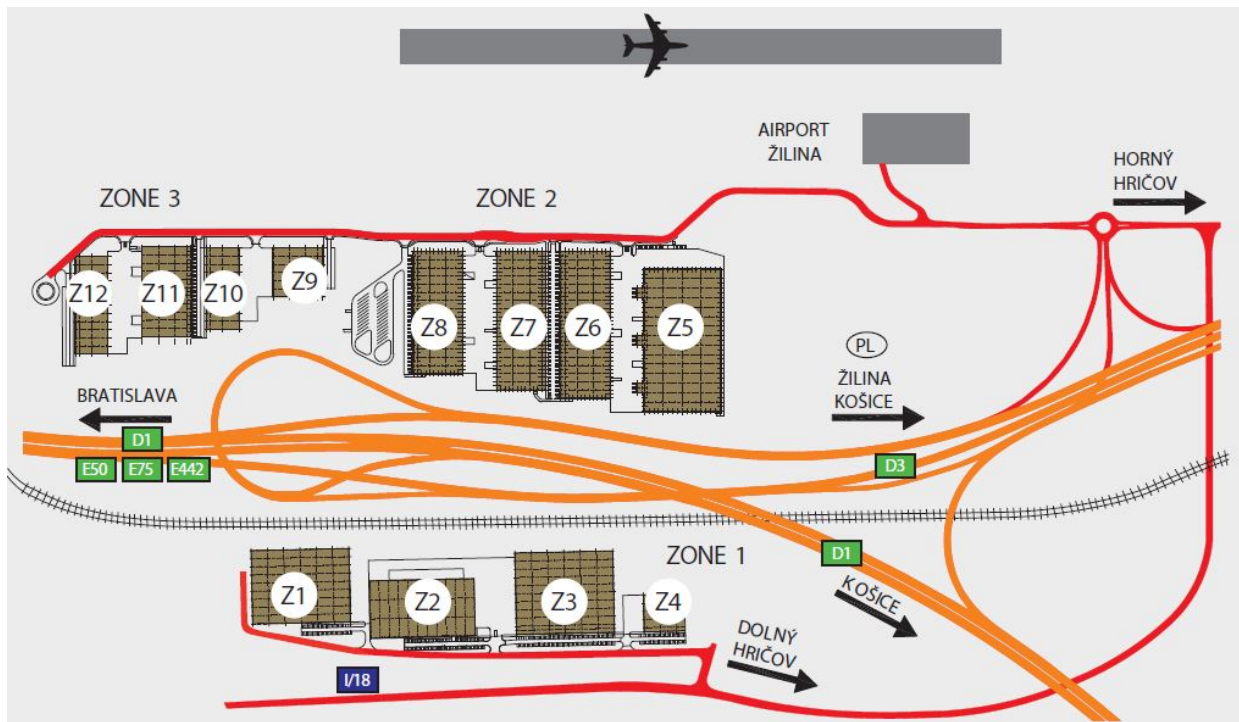 AIRPORT
ŽILINA
HORNÝ
HRIČOV
ZONE 3
ZONE 2
Z12
Z11
Z10
Z9
Z8
Z7
Z6
Z5
PL
ŽILINA
KOŠICE
BRATISLAVA
D1
E50
E75
E442
D3
ZONE 1
D1
KOŠICE
Z1
Z2
Z3
Z4
DOLNÝ
HRIČOV
I/18